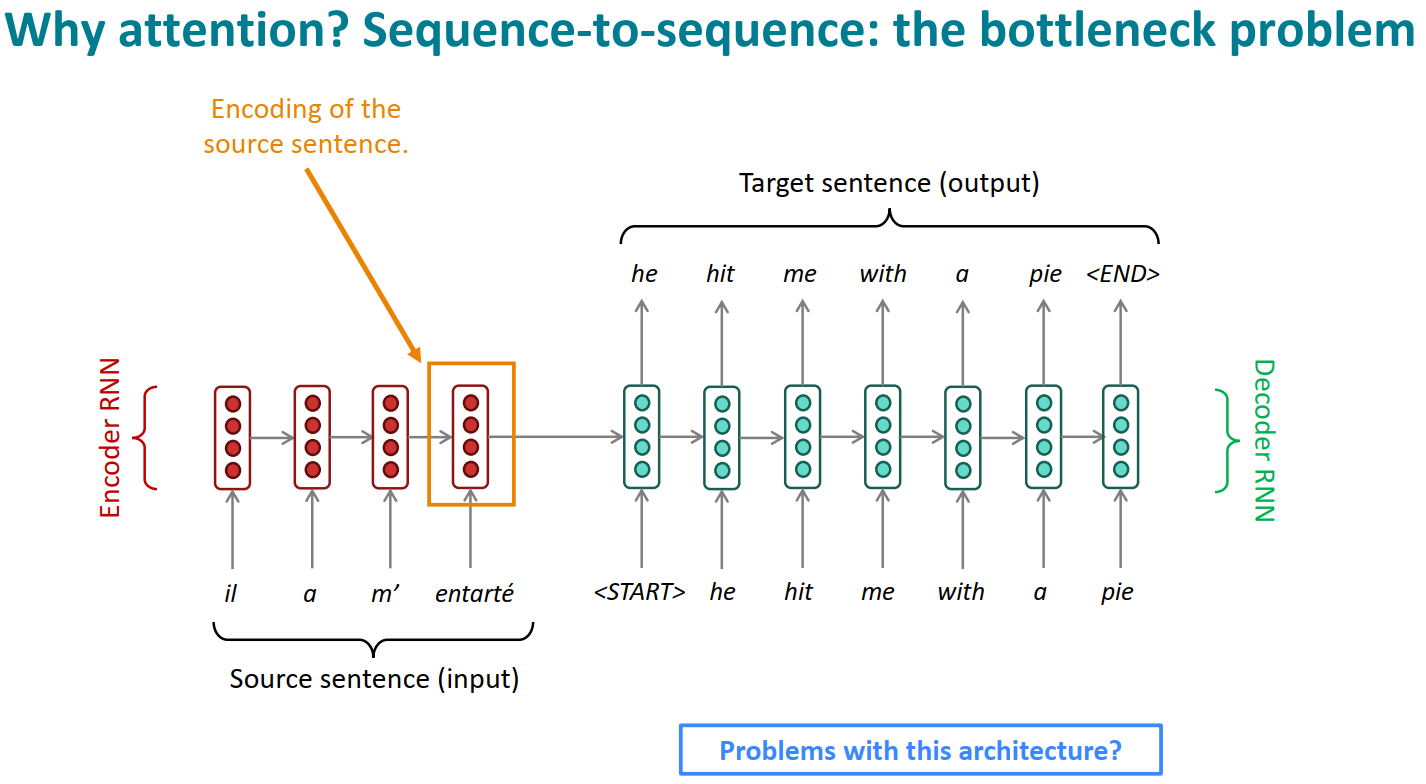 Why attention? Sequence-to-sequence: the bottleneck problem
Encoding of the
source sentence.
Target sentence (output)
he hit me with a pie <END>
Encoder RNN
Decoder RNN
il a m’ entarté
<START> he hit me with a pie
Source sentence (input)
Problems with this architecture?